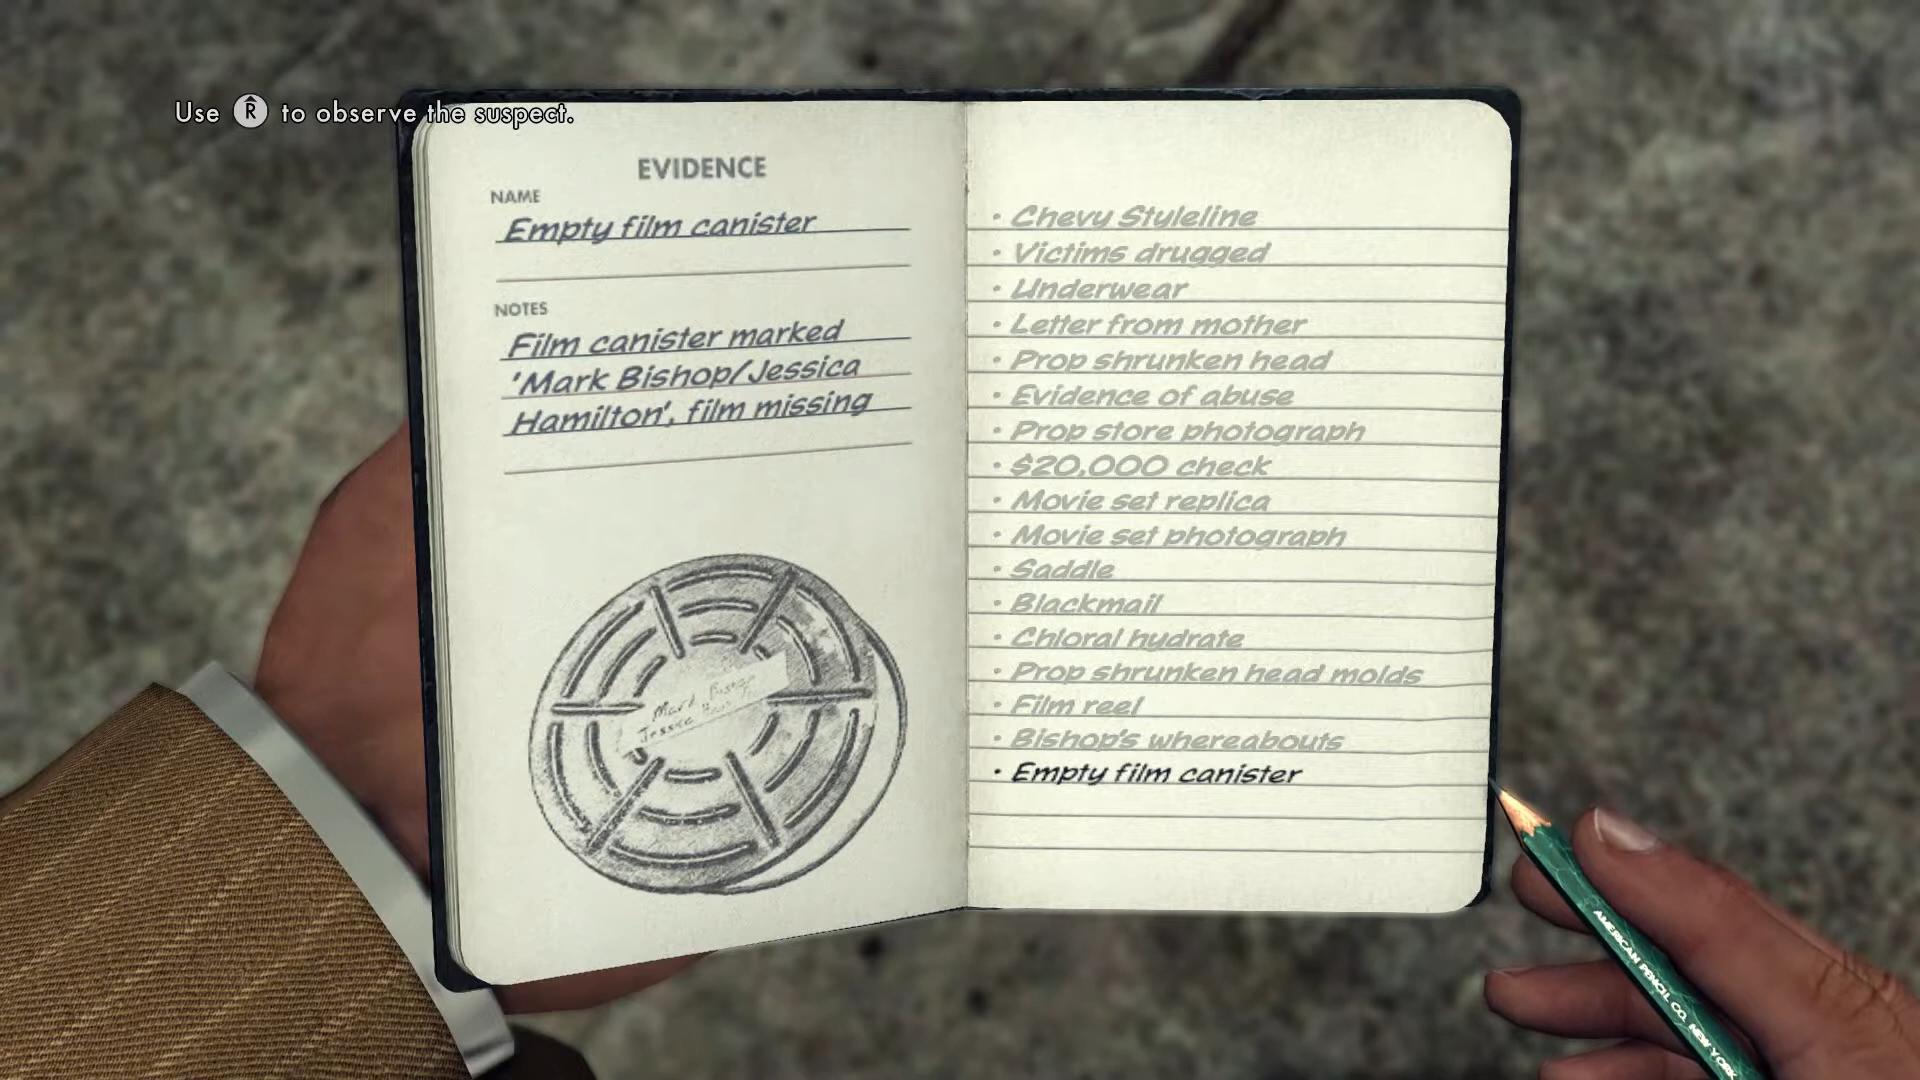 Use R to observe the suspect.
EVIDENCE
NAME
Empty film canister
NOTES
Film canister marked
'Mark Bishop/Jessica
Hamilton', film missing
Mark Bishop
Jessica
• Chevy Styleline
• Victims drugged
• Underwear
• Letter from mother
• Prop shrunken head
• Evidence of abuse
• Prop store photograph
• $20,000 check
• Movie set replica
• Movie set photograph
• Saddle
• Blackmail
• Chloral hydrate
• Prop shrunken head molds
• Film reel
• Bishop's whereabouts
• Empty film canister
AMERICAN PENCIL CO. NEW YORK